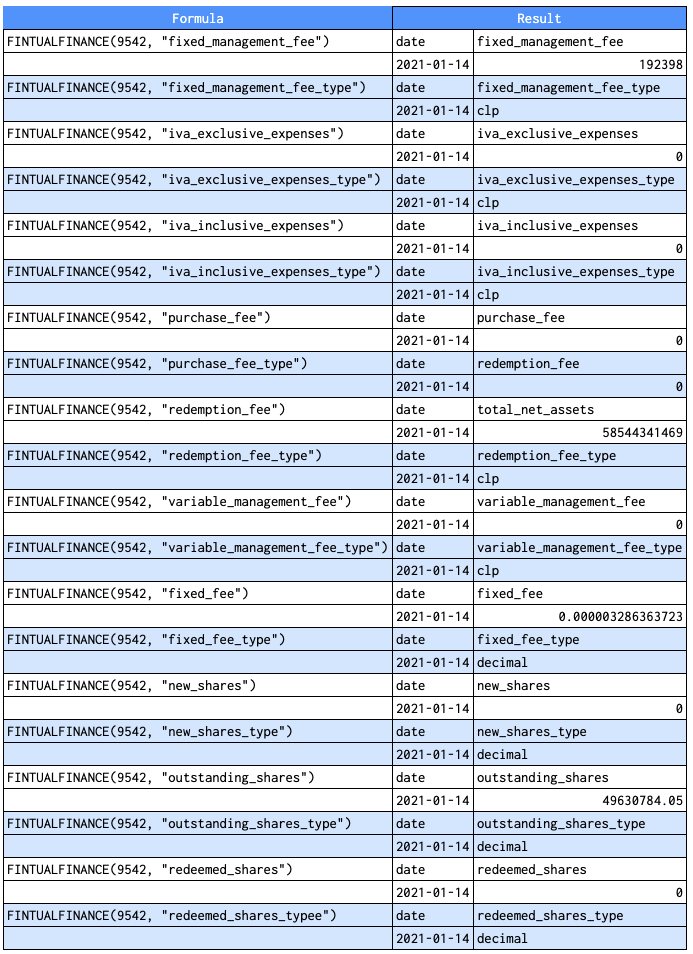 Formula Result
FINTUALFINANCE(9542, "fixed_management_fee") date fixed_management_fee
2021-01-14 192398
FINTUALFINANCE(9542, "fixed_management_fee_type") date fixed_management_fee_type
2021-01-14 clp
FINTUALFINANCE(9542, "iva_exclusive_expenses") date iva_exclusive_expenses
2021-01-14 0
FINTUALFINANCE(9542, "iva_exclusive_expenses_type") date iva_exclusive_expenses_type
2021-01-14 clp
FINTUALFINANCE(9542, "iva_inclusive_expenses") date iva_inclusive_expenses
2021-01-14 0
FINTUALFINANCE(9542, "iva_inclusive_expenses_type") date iva_inclusive_expenses_type
2021-01-14 clp
FINTUALFINANCE(9542, "purchase_fee") date purchase_fee
2021-01-14 0
FINTUALFINANCE(9542, "purchase_fee_type") date redemption_fee
2021-01-14 0
FINTUALFINANCE(9542, "redemption_fee") date total_net_assets
2021-01-14 58544341469
FINTUALFINANCE(9542, "redemption_fee_type") date redemption_fee_type
2021-01-14 clp
FINTUALFINANCE(9542, "variable_management_fee") date variable_management_fee
2021-01-14 0
FINTUALFINANCE(9542, "variable_management_fee_type") date variable_management_fee_type
2021-01-14 clp
FINTUALFINANCE(9542, "fixed_fee") date fixed_fee
2021-01-14 0.000003286363723
FINTUALFINANCE(9542, "fixed_fee_type") date fixed_fee_type
2021-01-14 decimal
FINTUALFINANCE(9542, "new_shares") date new_shares
2021-01-14 0
FINTUALFINANCE(9542, "new_shares_type") date new_shares_type
2021-01-14 decimal
FINTUALFINANCE(9542, "outstanding_shares") date outstanding_shares
2021-01-14 49630784.05
FINTUALFINANCE(9542, "outstanding_shares_type") date outstanding_shares_type
2021-01-14 decimal
FINTUALFINANCE(9542, "redeemed_shares") date redeemed_shares
2021-01-14 0
FINTUALFINANCE(9542, "redeemed_shares_typee") date redeemed_shares_type
2021-01-14 decimal